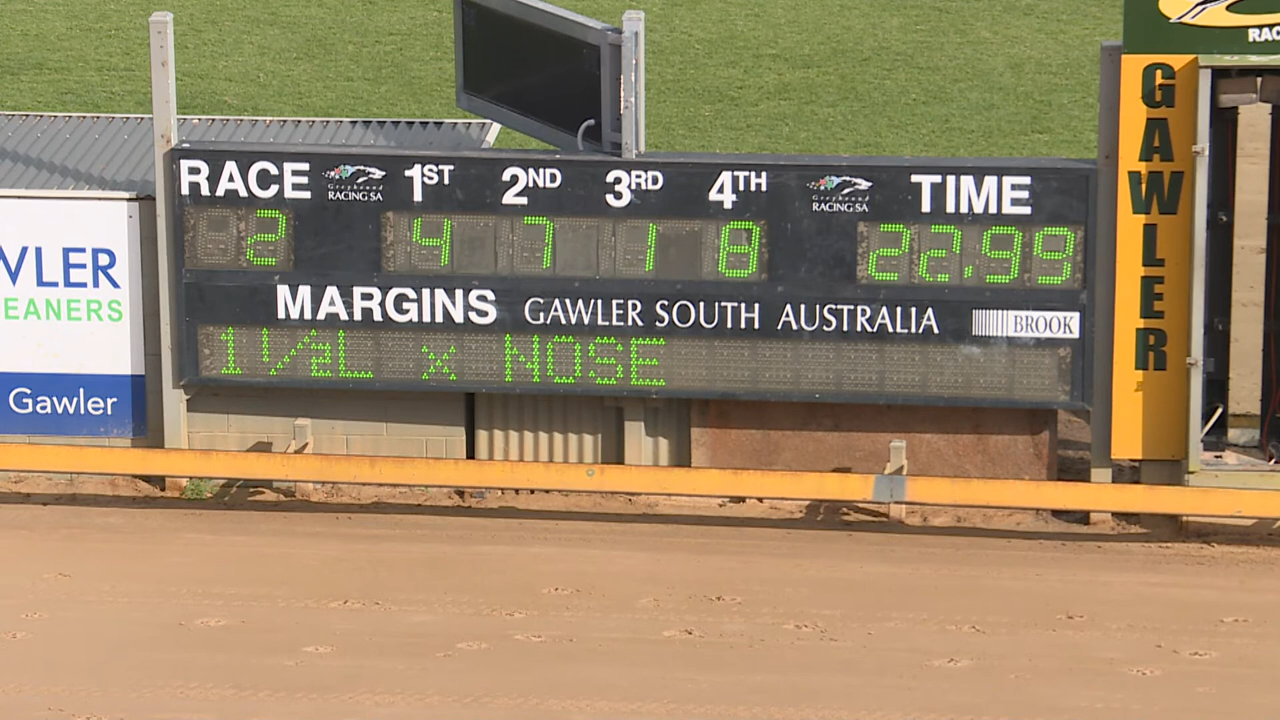 RAC
GAWLER
RACE Greyhound RACING SA 1ST 2ND 3RD 4TH Greyhound RACING SA TIME
2 4 7 1 8 22.99
MARGINS GAWLER SOUTH AUSTRALIA BROOK
1 1/2L x NOSE
WLER
EANERS
Gawler